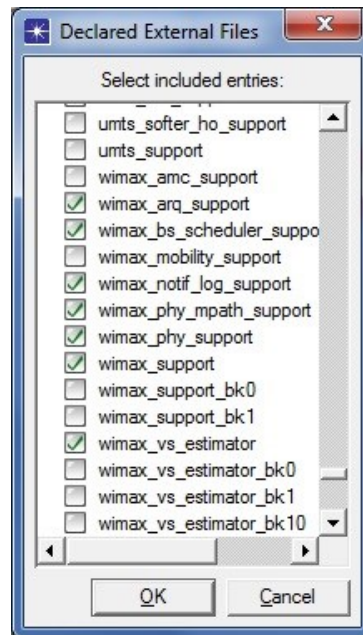 Declared External Files
Select included entries:
umts_softer_ho_support
umts_support
wimax_amc_support
wimax_arq_support
wimax_bs_scheduler_suppo
wimax_mobility_support
wimax_notif_log_support
wimax_phy_mpath_support
wimax_phy_support
wimax_support
wimax_support_bk0
wimax_support_bk1
wimax_vs_estimator
wimax_vs_estimator_bk0
wimax_vs_estimator_bk1
wimax_vs_estimator_bk10
OK Cancel